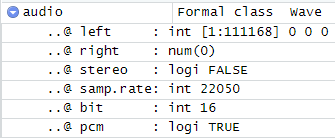 audio Formal class Wave
..@ left : int [1:111168] 0 0 0
..@ right : num(0)
..@ stereo : logi FALSE
..@ samp.rate: int 22050
..@ bit : int 16
..@ pcm : logi TRUE